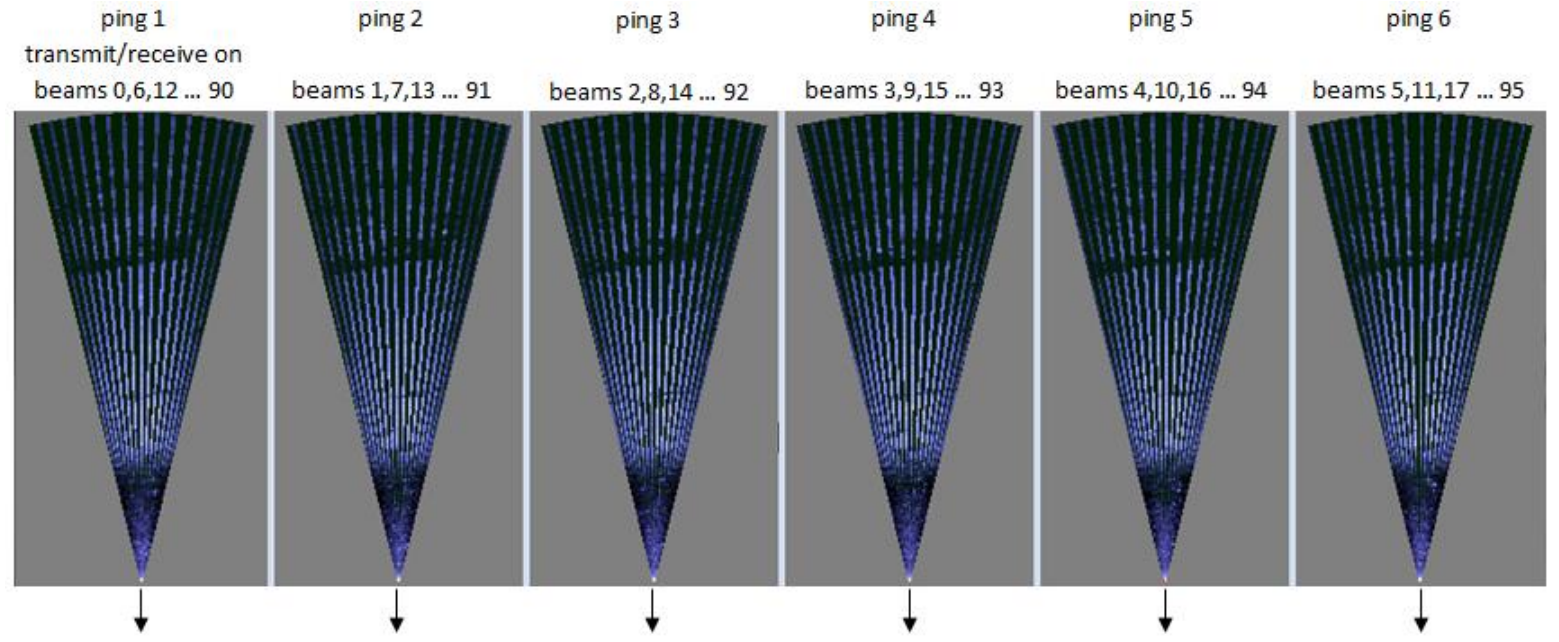 ping 1
transmit/receive on
beams 0,6,12 ... 90
ping 2
beams 1,7,13 ... 91
ping 3
beams 2,8,14 ... 92
ping 4
beams 3,9,15 ... 93
ping 5
beams 4,10,16 ... 94
ping 6
beams 5,11,17 ... 95